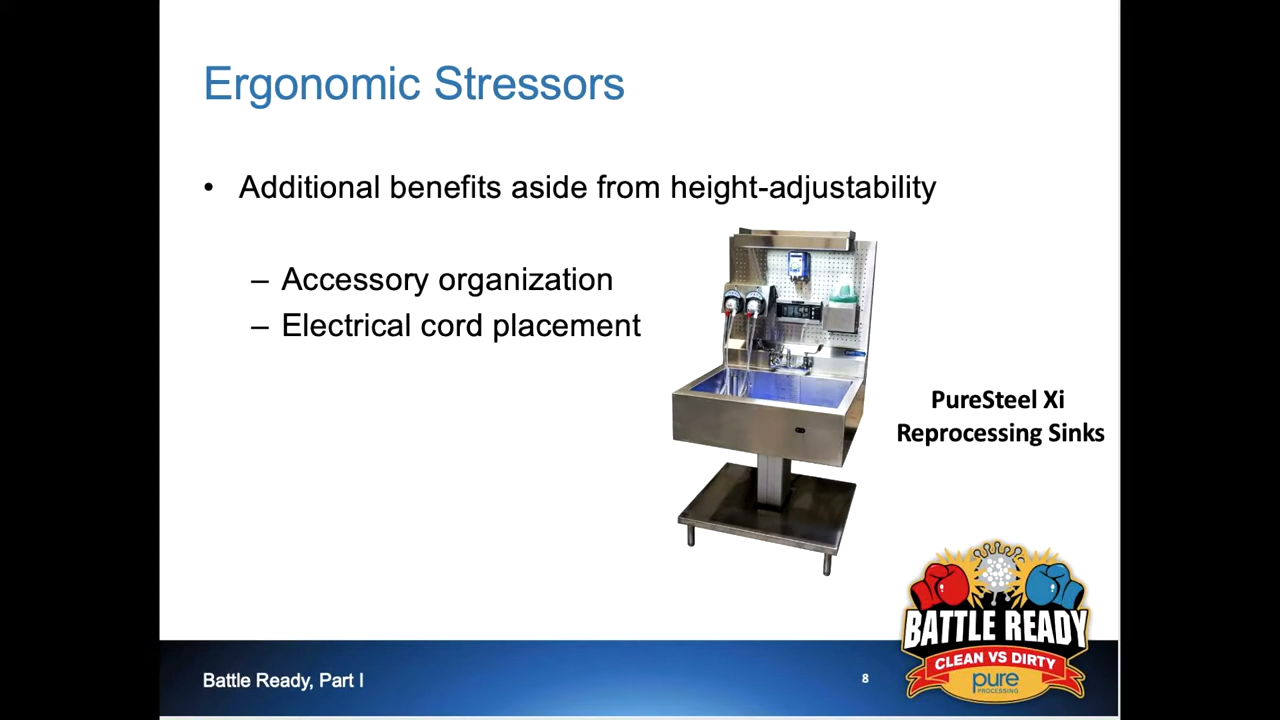 Ergonomic Stressors
• Additional benefits aside from height-adjustability
– Accessory organization
– Electrical cord placement
PureSteel Xi
Reprocessing Sinks
BATTLE READY
CLEAN VS DIRTY
pure
PROCESSING
Battle Ready, Part I
8